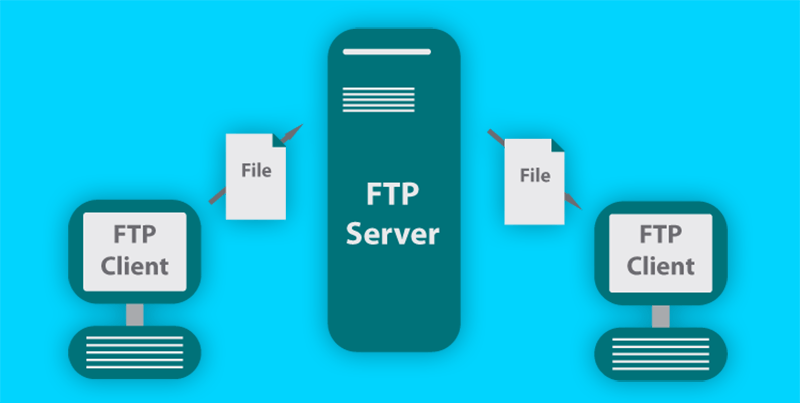 File
FTP
Server
File
FTP
Client
FTP
Client